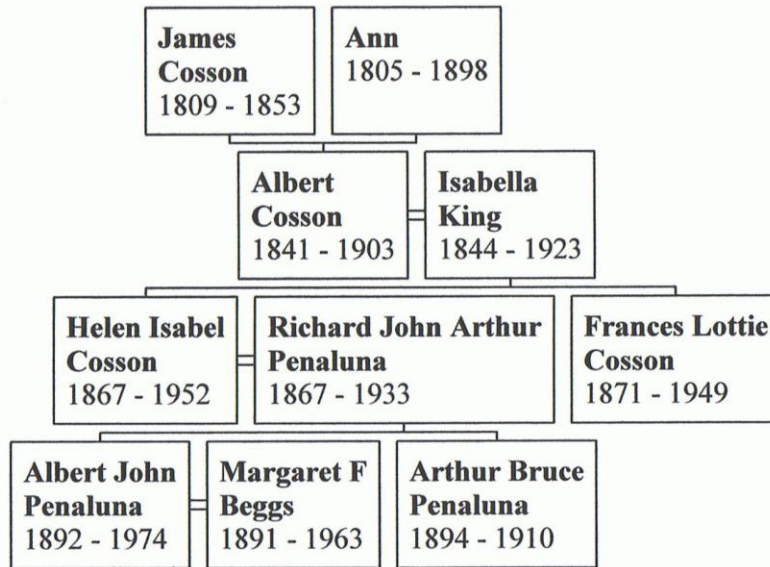 James
Cosson
1809 - 1853
Ann
1805 - 1898
Albert
Cosson
1841 - 1903
Isabella
King
1844 - 1923
Helen Isabel
Cosson
1867 - 1952
Richard John Arthur
Penaluna
1867 - 1933
Frances Lottie
Cosson
1871 - 1949
Albert John
Penaluna
1892 - 1974
Margaret F
Beggs
1891 - 1963
Arthur Bruce
Penaluna
1894 - 1910